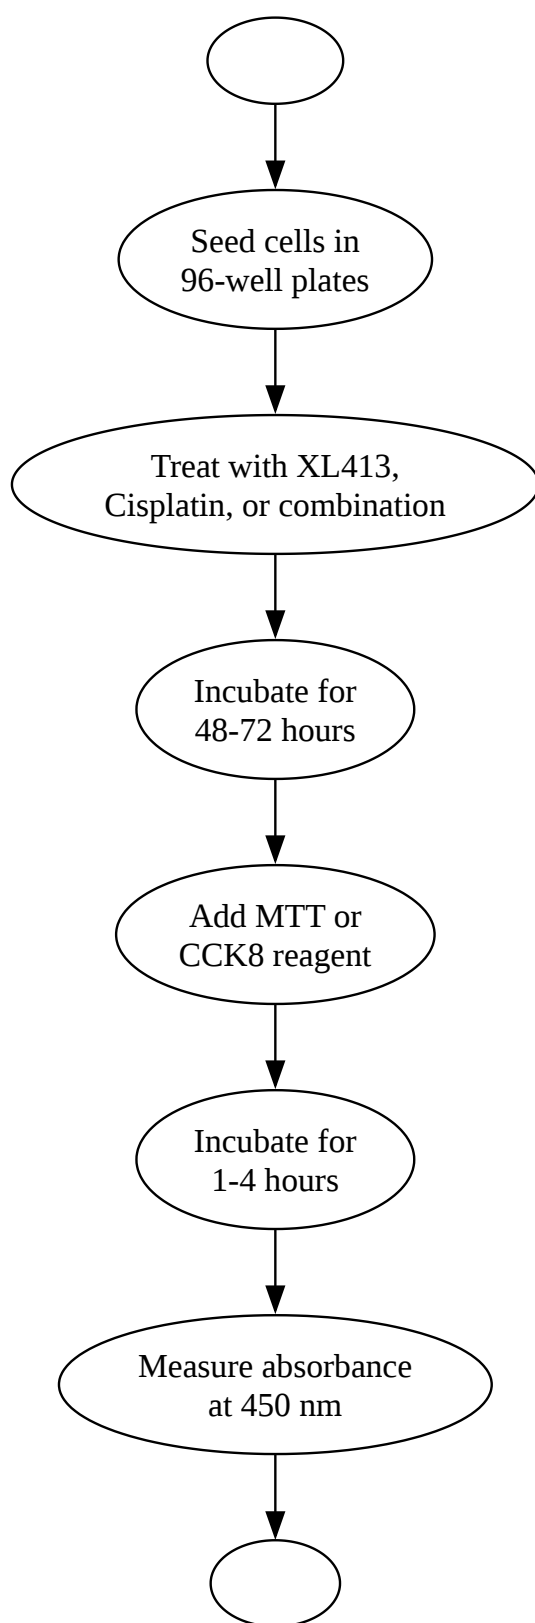 Seed cells in
96-well plates
Treat with XL413,
Cisplatin, or combination
Incubate for
48-72 hours
Add MTT or
CCK8 reagent
Incubate for
1-4 hours
Measure absorbance
at 450 nm